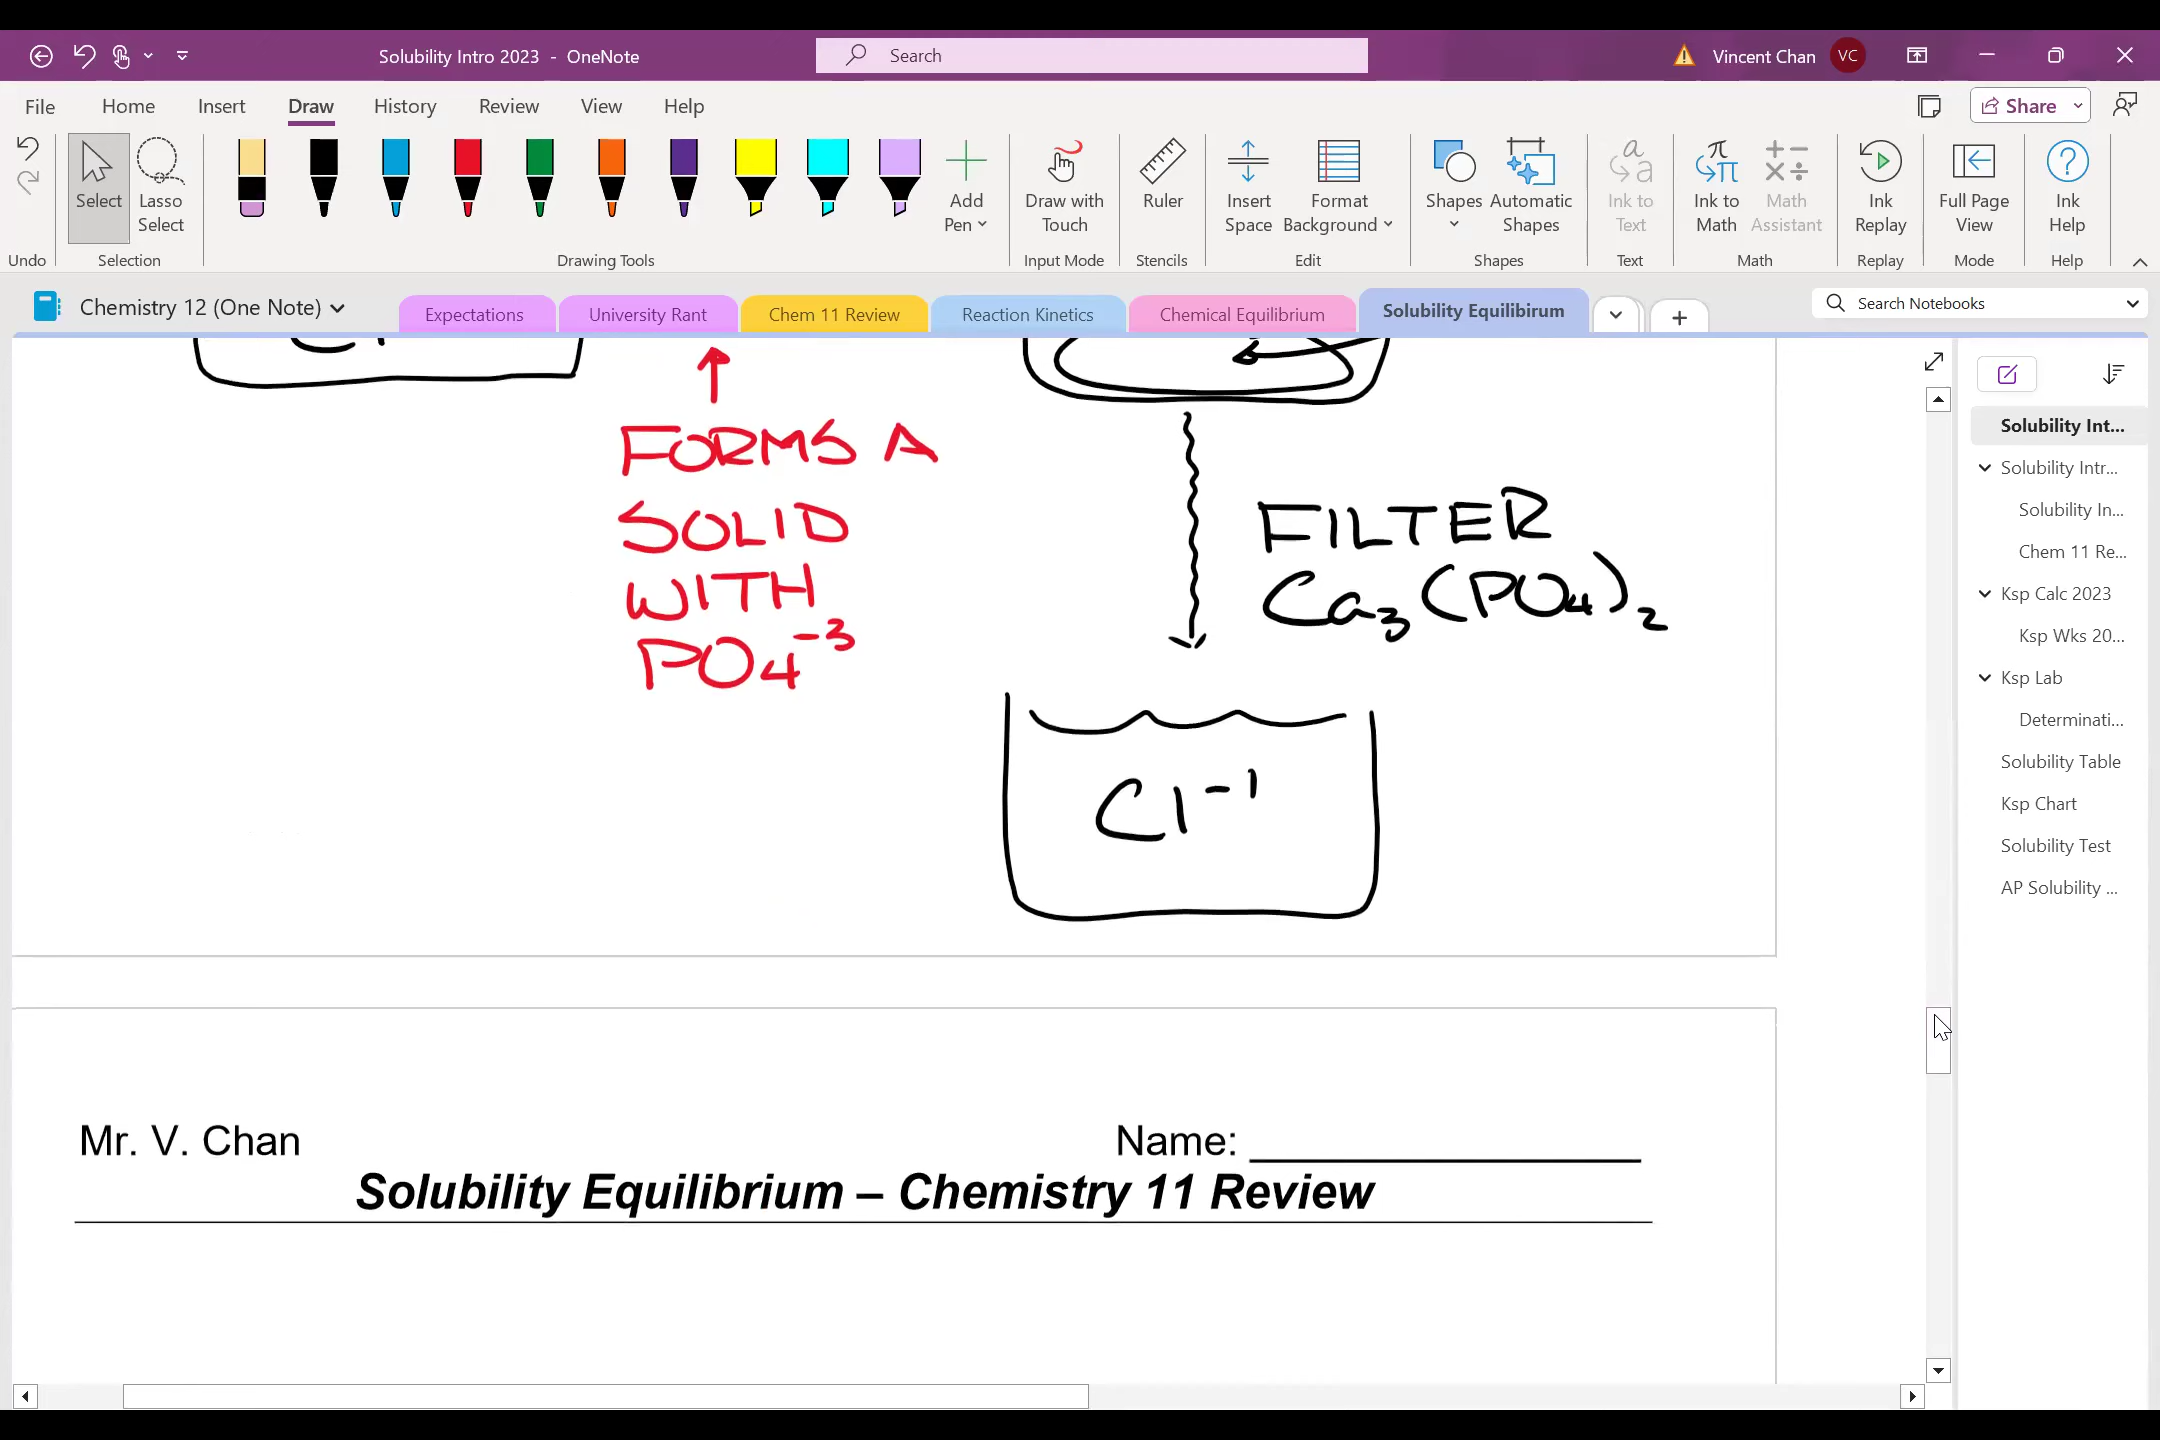 Solubility Intro 2023 - OneNote
Search
Vincent Chan VC
File Home Insert Draw History Review View Help
Share
Select
Lasso Select
Add Pen
Draw with Touch
Ruler
Insert Space
Format Background
Shapes
Automatic Shapes
Ink to Text
Ink to Math
Math Assistant
Ink Replay
Full Page View
Ink Help
Undo Selection Drawing Tools Input Mode Stencils Edit Shapes Text Math Replay Mode Help
Chemistry 12 (One Note)
Expectations University Rant Chem 11 Review Reaction Kinetics Chemical Equilibrium Solubility Equilibirum
Search Notebooks
FORMS A
SOLID
WITH
PO4-3
FILTER
Ca3(PO4)2
Cl-1
Mr. V. Chan Name:
Solubility Equilibrium – Chemistry 11 Review
Solubility Int...
Solubility Intr...
Solubility In...
Chem 11 Re...
Ksp Calc 2023
Ksp Wks 20...
Ksp Lab
Determinati...
Solubility Table
Ksp Chart
Solubility Test
AP Solubility ...